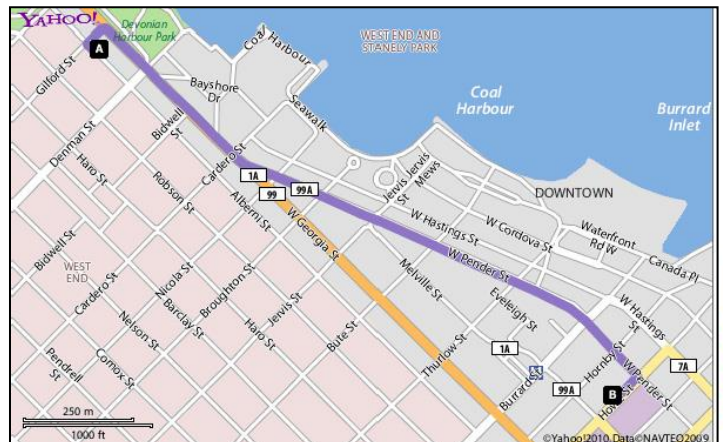 YAHOO!
Devonian
Harbour Park
A
Gilford St
Denman St
Haro St
Bidwell St
Robson St
Bidwell
St
Cardero St
Bayshore
Dr
Coal
Harbour
Seawalk
WEST END AND
STANELY PARK
Coal
Harbour
Burrard
Inlet
1A
99
99A
Alberni St
W Georgia St
Jervis
St
Jervis
Mews
DOWNTOWN
W Hastings St
W Cordova St
Waterfront
Rd W
Canada Pl
W Pender St
WEST
END
Cardero St
Nicola St
Broughton St
Barclay St
Jervis St
Nelson St
Haro St
Bute St
Pendrell
St
Comox St
Melville St
Eveleigh St
Thurlow St
1A
Burrard St
99A
Hornby St
St
W Hastings
W Pender St
7A
B
Howe St
250 m
1000 ft
©Yahoo!2010, Data©NAVTEQ2009